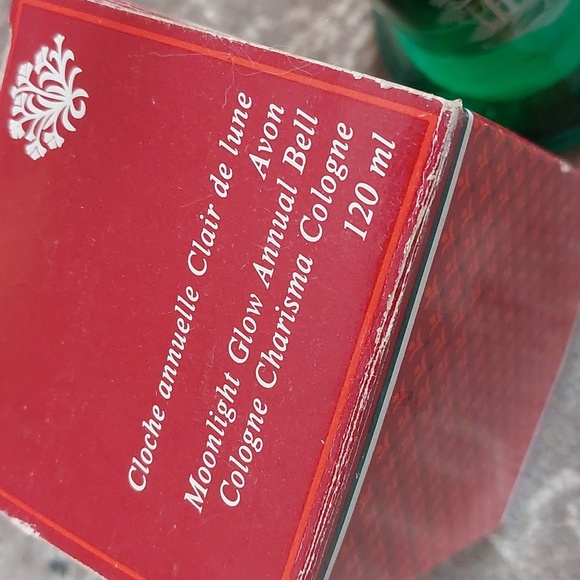 Cloche annuelle Clair de lune
Avon
Moonlight Glow Annual Bell
Cologne Charisma Cologne
120 ml